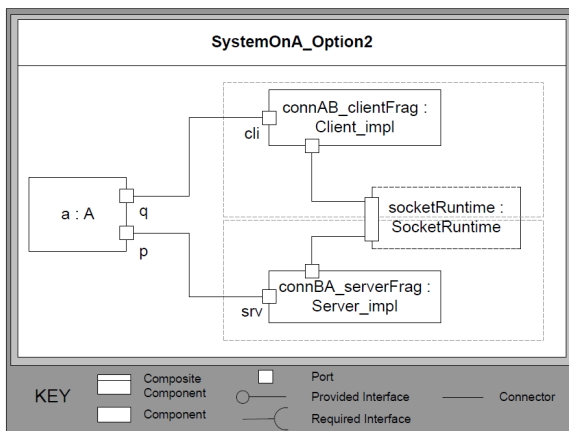 SystemOnA_Option2
connAB_clientFrag :
Client_impl
cli
a : A
q
p
socketRuntime :
SocketRuntime
connBA_serverFrag :
Server_impl
srv
KEY
Composite
Component
Component
Port
Provided Interface
Required Interface
Connector